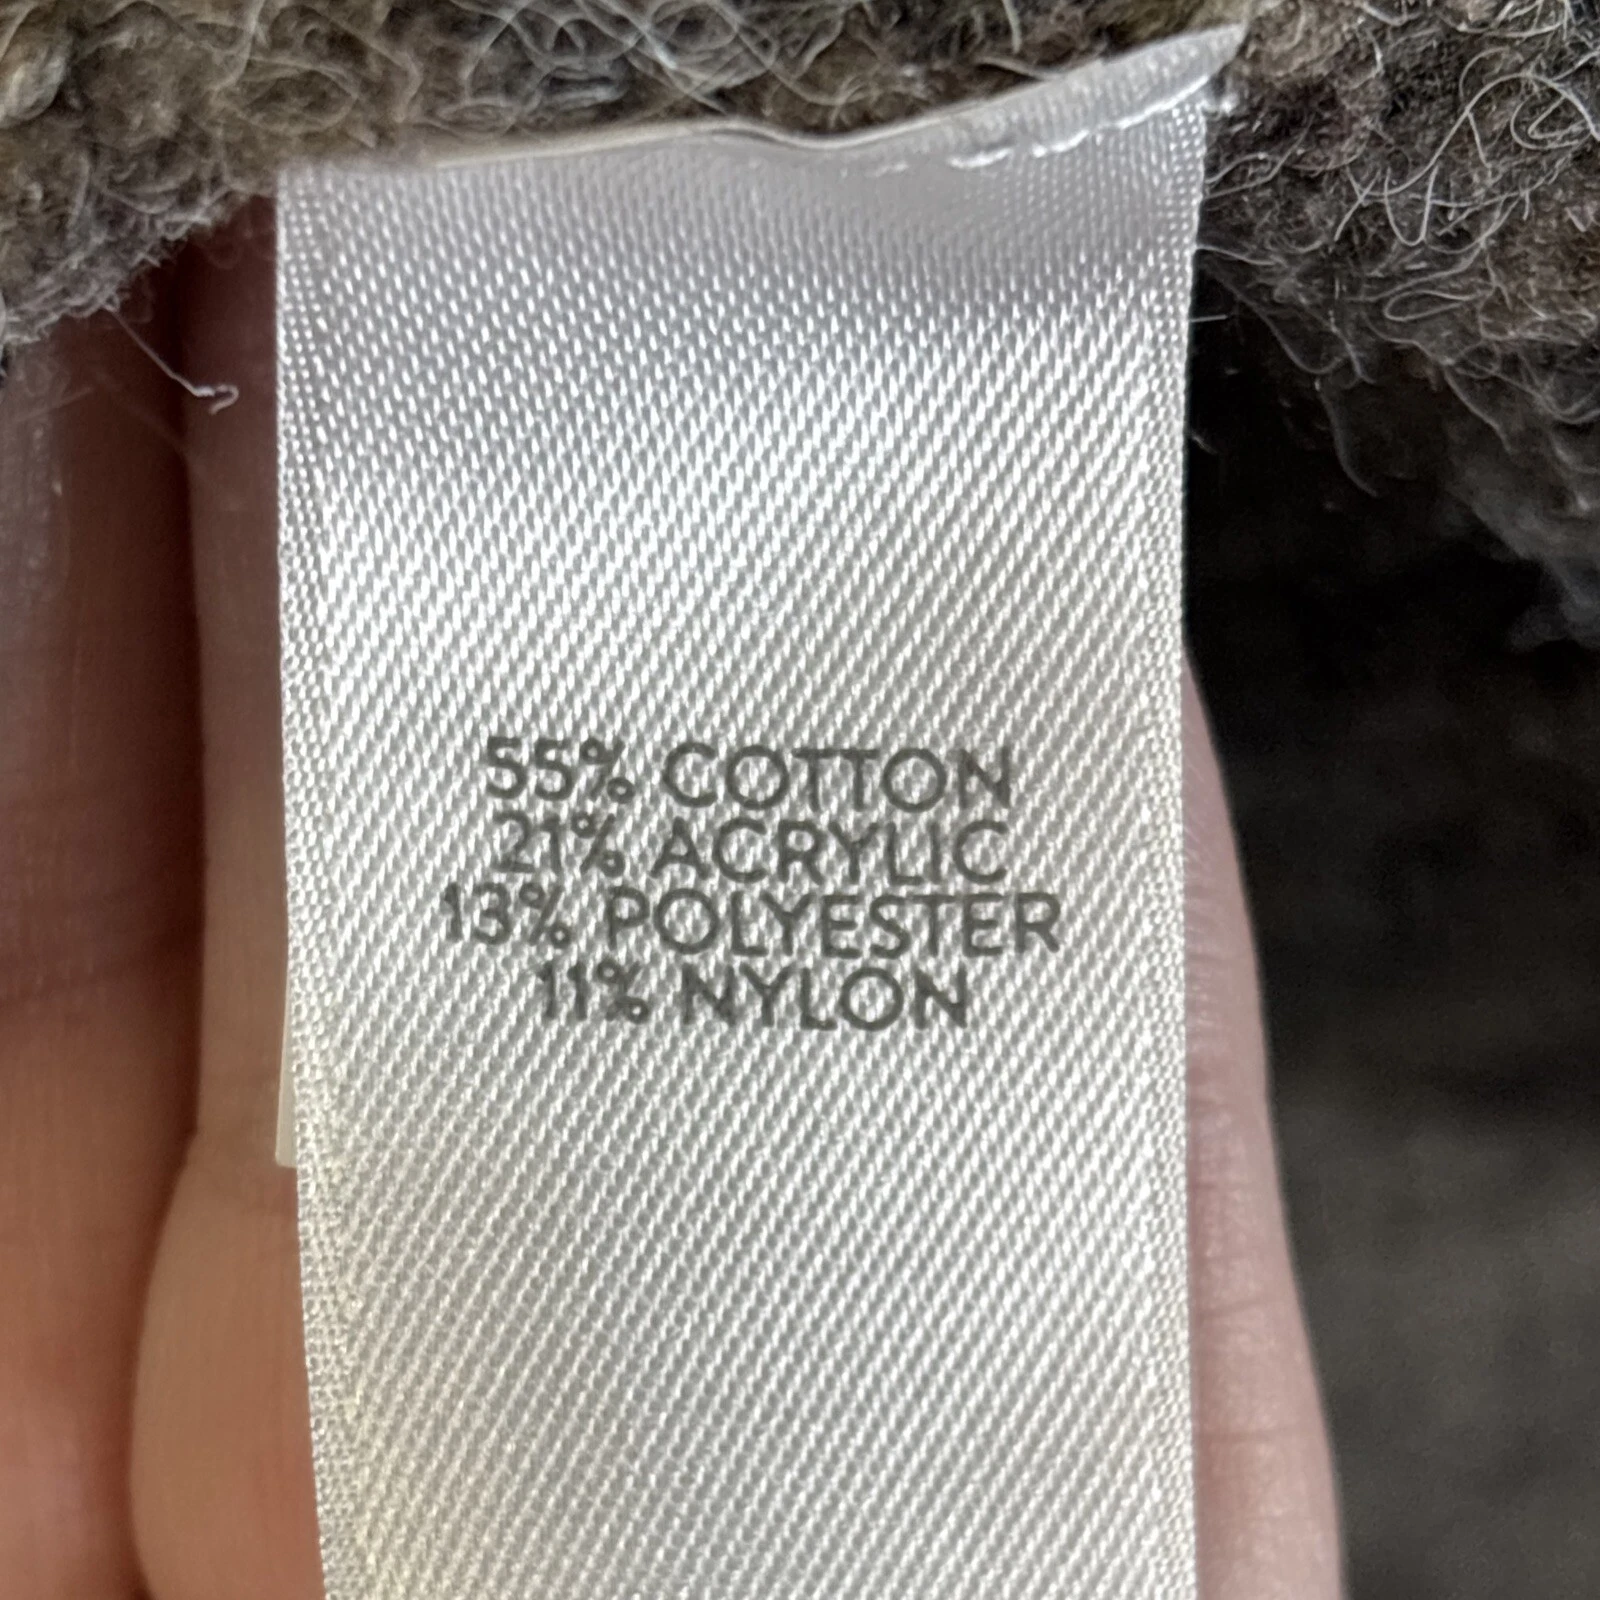 55% COTTON
21% ACRYLIC
13% POLYESTER
11% NYLON